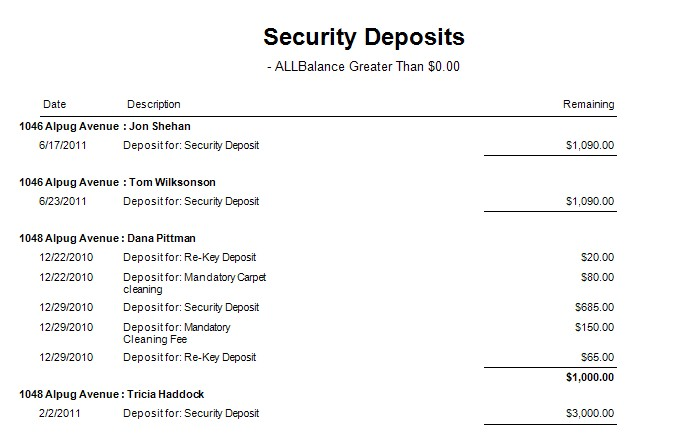 Security Deposits
- ALLBalance Greater Than $0.00
Date Description Remaining
1046 Alpug Avenue : Jon Shehan
6/17/2011 Deposit for: Security Deposit $1,090.00
1046 Alpug Avenue : Tom Wilksonson
6/23/2011 Deposit for: Security Deposit $1,090.00
1048 Alpug Avenue : Dana Pittman
12/22/2010 Deposit for: Re-Key Deposit $20.00
12/22/2010 Deposit for: Mandatory Carpet $80.00
cleaning
12/29/2010 Deposit for: Security Deposit $685.00
12/29/2010 Deposit for: Mandatory $150.00
Cleaning Fee
12/29/2010 Deposit for: Re-Key Deposit $65.00
$1,000.00
1048 Alpug Avenue : Tricia Haddock
2/2/2011 Deposit for: Security Deposit $3,000.00